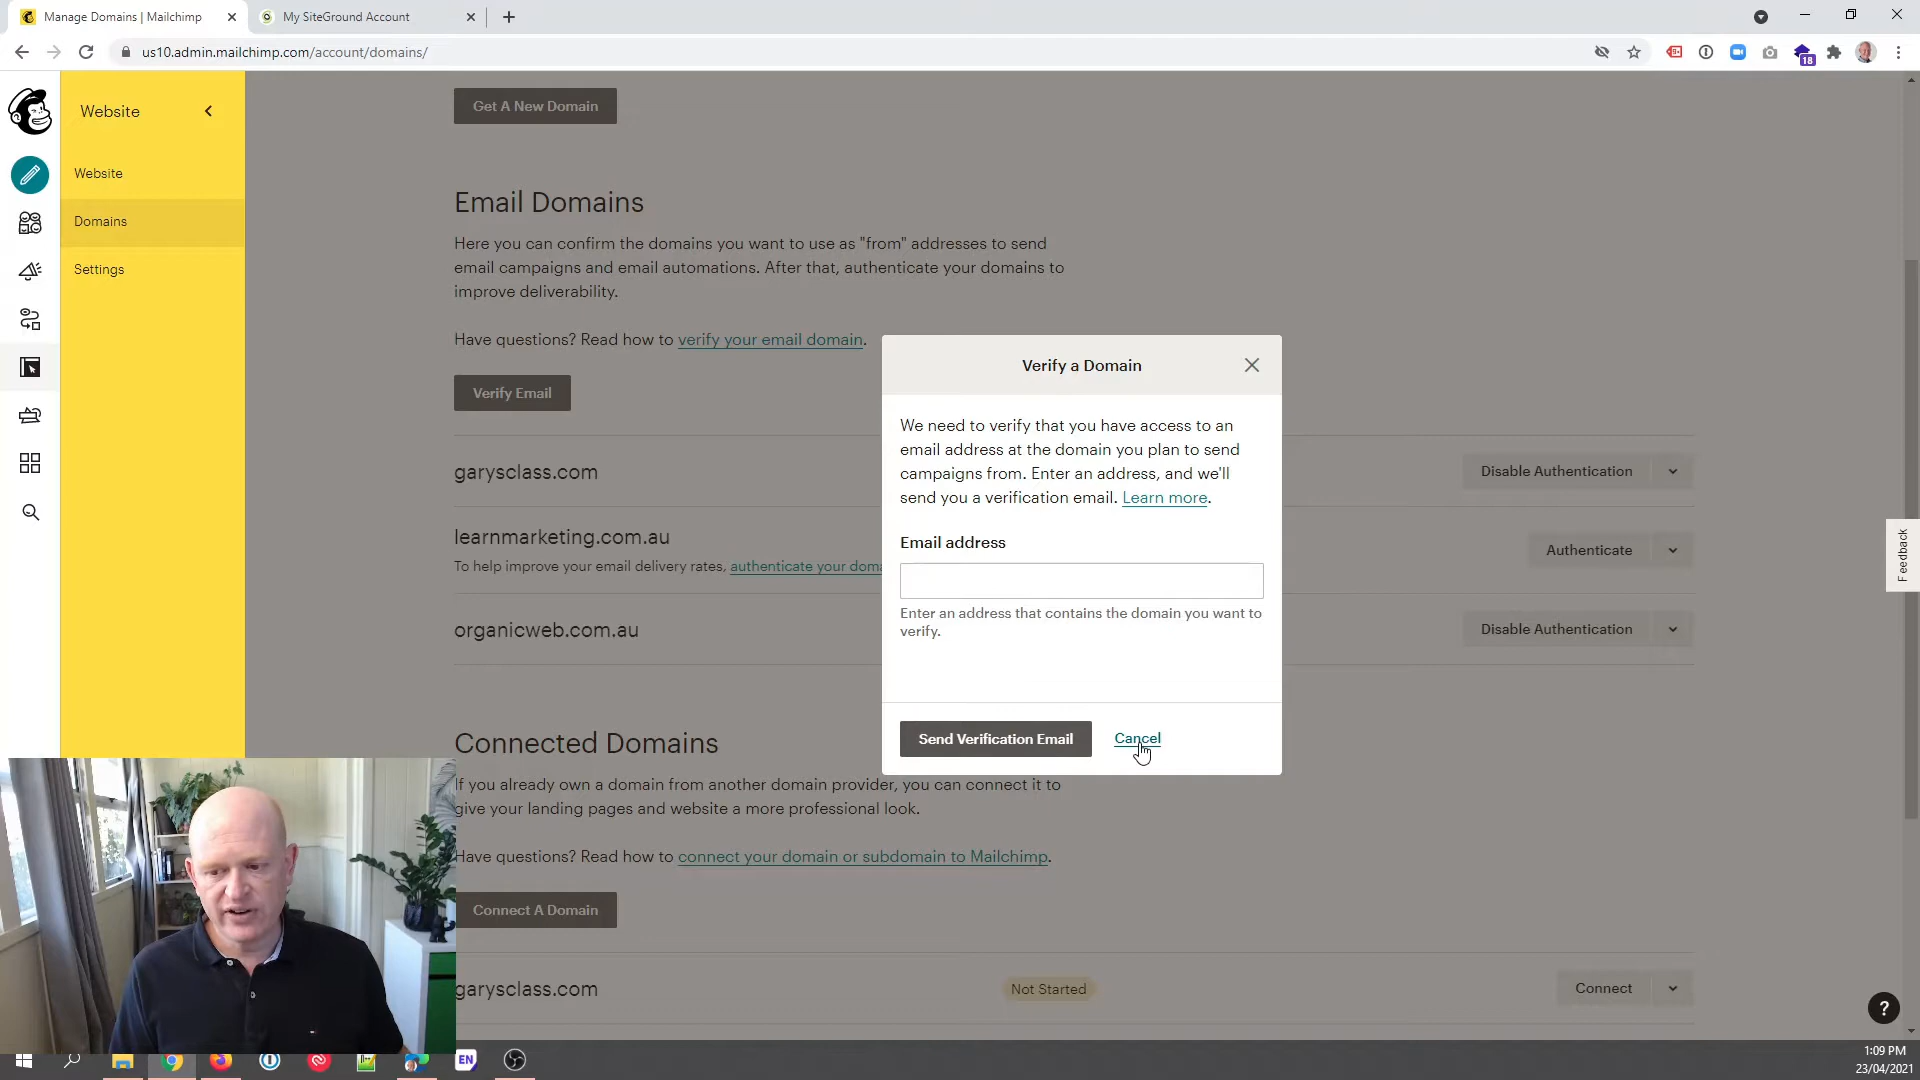 Manage Domains | Mailchimp
My SiteGround Account
us10.admin.mailchimp.com/account/domains/
18
Website
Website
Domains
Settings
Get A New Domain
Email Domains
Here you can confirm the domains you want to use as "from" addresses to send
email campaigns and email automations. After that, authenticate your domains to
improve deliverability.
Have questions? Read how to verify your email domain.
Verify Email
garysclass.com
Disable Authentication
learnmarketing.com.au
To help improve your email delivery rates, authenticate your doma
Authenticate
organicweb.com.au
Disable Authentication
Verify a Domain
We need to verify that you have access to an
email address at the domain you plan to send
campaigns from. Enter an address, and we'll
send you a verification email. Learn more.
Email address
Enter an address that contains the domain you want to
verify.
Send Verification Email
Cancel
Connected Domains
If you already own a domain from another domain provider, you can connect it to
give your landing pages and website a more professional look.
Have questions? Read how to connect your domain or subdomain to Mailchimp.
Connect A Domain
garysclass.com
Not Started
Connect
Feedback
?
EN
1:09 PM
23/04/2021